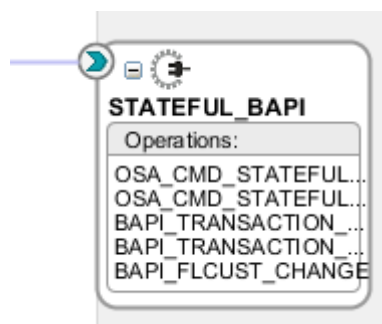 STATEFUL_BAPI
Operations:
OSA_CMD_STATEFUL...
OSA_CMD_STATEFUL...
BAPI_TRANSACTION_...
BAPI_TRANSACTION_...
BAPI_FLCUST_CHANGE